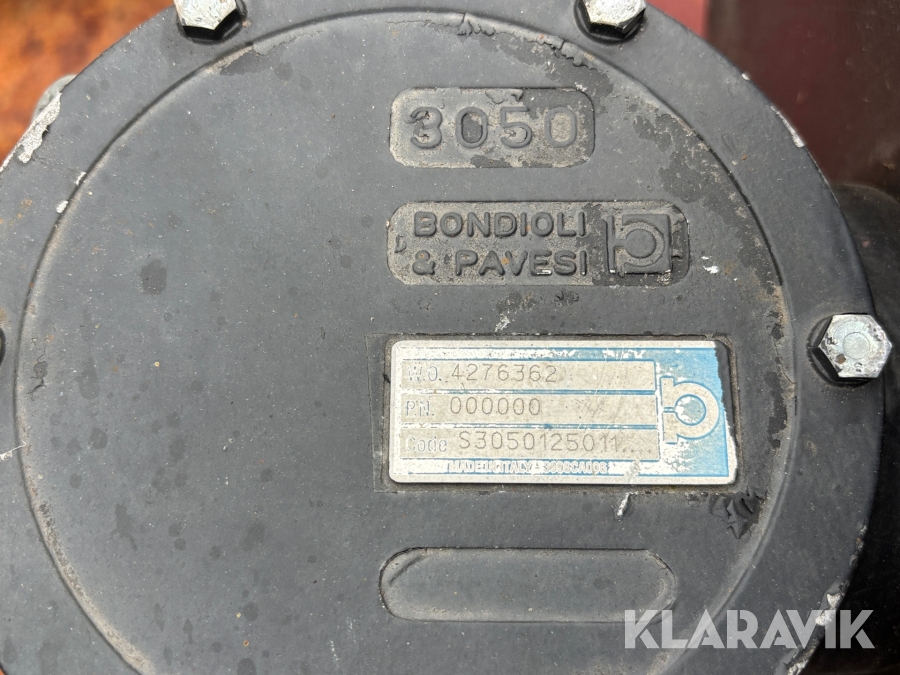 3050
BONDIOLI
& PAVESI
W.O. 4276362
P.N. 000000
Code S3050125011
MADE IN ITALY
KLARAVIK